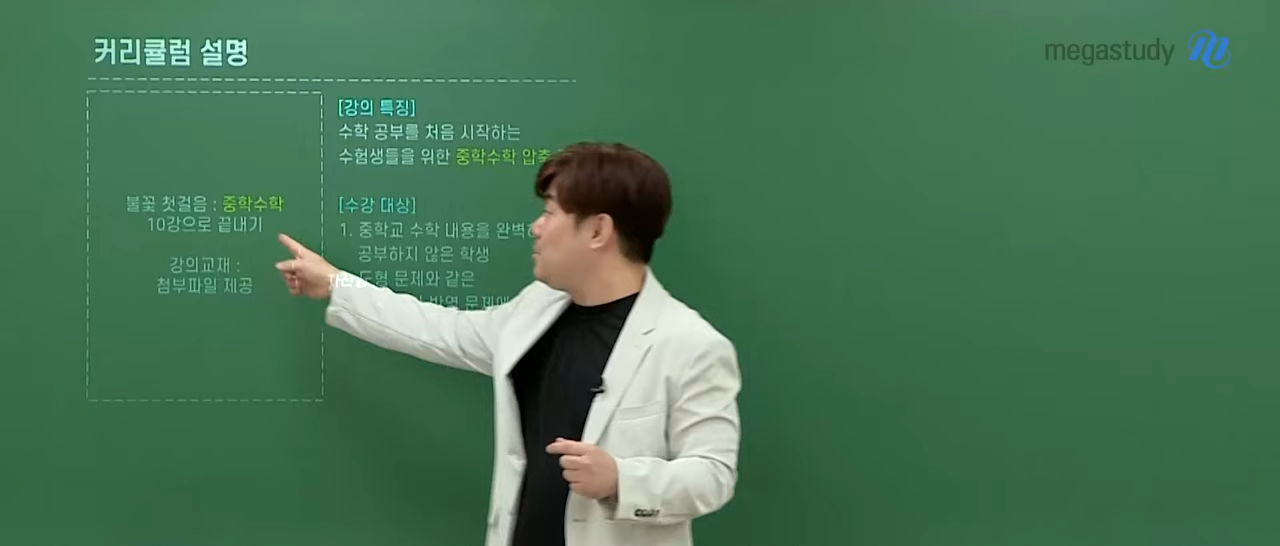 커리큘럼 설명
megastudy
불꽃 첫걸음 : 중학수학
10강으로 끝내기
강의교재 :
첨부파일 제공
[강의 특징]
수학 공부를 처음 시작하는
수험생들을 위한 중학수학 압축
[수강 대상]
1. 중학교 수학 내용을 완벽하
공부하지 않은 학생
도형 문제와 같은
문제에